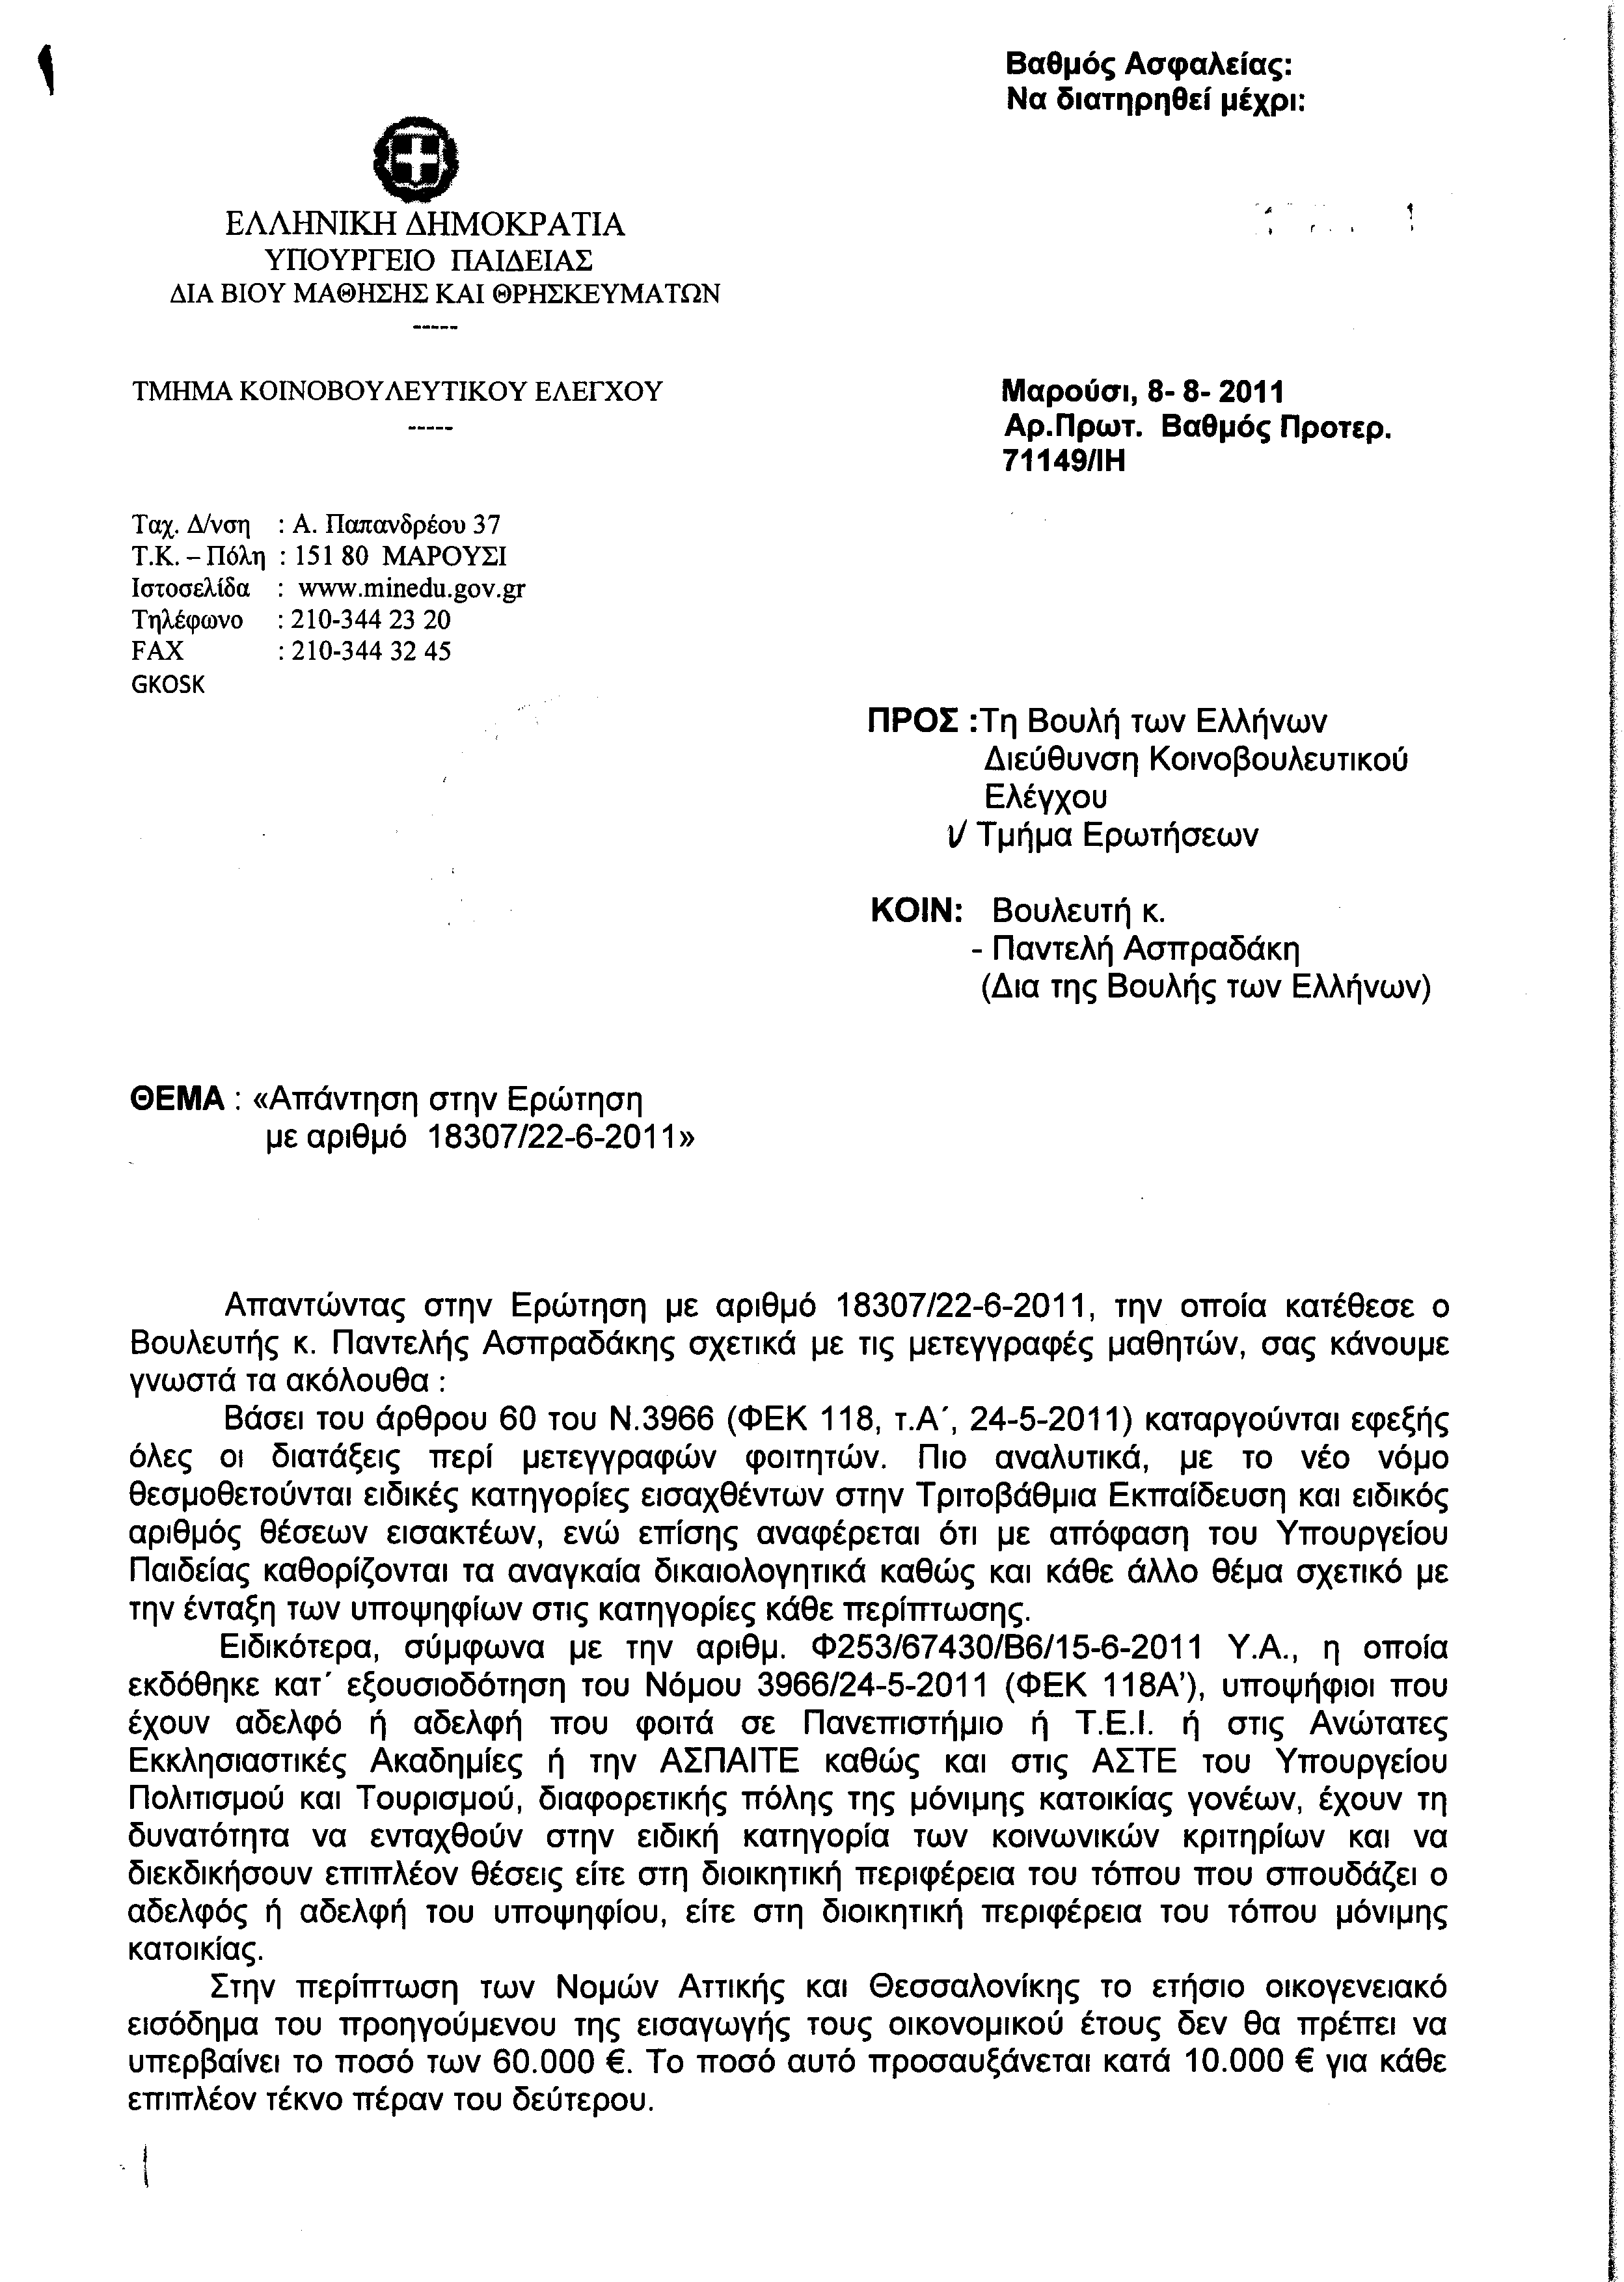 Βαθμός Ασφαλείας:
Να διατηρηθεί μέχρι:
ΕΛΛΗΝΙΚΗ ΔΗΜΟΚΡΑΤΙΑ
ΥΠΟΥΡΓΕΙΟ ΠΑΙΔΕΙΑΣ
ΔΙΑ ΒΙΟΥ ΜΑΘΗΣΗΣ ΚΑΙ ΘΡΗΣΚΕΥΜΑΤΩΝ
-----
ΤΜΗΜΑ ΚΟΙΝΟΒΟΥΛΕΥΤΙΚΟΥ ΕΛΕΓΧΟΥ
-----
Μαρούσι, 8- 8- 2011
Αρ.Πρωτ. Βαθμός Προτερ.
71149/ΙΗ
Ταχ. Δ/νση : Α. Παπανδρέου 37
Τ.Κ. – Πόλη : 151 80 ΜΑΡΟΥΣΙ
Ιστοσελίδα : www.minedu.gov.gr
Τηλέφωνο : 210-344 23 20
FAX : 210-344 32 45
GKOSK
ΠΡΟΣ :Τη Βουλή των Ελλήνων
Διεύθυνση Κοινοβουλευτικού
Ελέγχου
Τμήμα Ερωτήσεων
ΚΟΙΝ: Βουλευτή κ.
- Παντελή Ασπραδάκη
(Δια της Βουλής των Ελλήνων)
ΘΕΜΑ : «Απάντηση στην Ερώτηση
με αριθμό 18307/22-6-2011»
Απαντώντας στην Ερώτηση με αριθμό 18307/22-6-2011, την οποία κατέθεσε ο
Βουλευτής κ. Παντελής Ασπραδάκης σχετικά με τις μετεγγραφές μαθητών, σας κάνουμε
γνωστά τα ακόλουθα :
Βάσει του άρθρου 60 του Ν.3966 (ΦΕΚ 118, τ.Α΄, 24-5-2011) καταργούνται εφεξής
όλες οι διατάξεις περί μετεγγραφών φοιτητών. Πιο αναλυτικά, με το νέο νόμο
θεσμοθετούνται ειδικές κατηγορίες εισαχθέντων στην Τριτοβάθμια Εκπαίδευση και ειδικός
αριθμός θέσεων εισακτέων, ενώ επίσης αναφέρεται ότι με απόφαση του Υπουργείου
Παιδείας καθορίζονται τα αναγκαία δικαιολογητικά καθώς και κάθε άλλο θέμα σχετικό με
την ένταξη των υποψηφίων στις κατηγορίες κάθε περίπτωσης.
Ειδικότερα, σύμφωνα με την αριθμ. Φ253/67430/Β6/15-6-2011 Υ.Α., η οποία
εκδόθηκε κατ΄ εξουσιοδότηση του Νόμου 3966/24-5-2011 (ΦΕΚ 118Α’), υποψήφιοι που
έχουν αδελφό ή αδελφή που φοιτά σε Πανεπιστήμιο ή Τ.Ε.Ι. ή στις Ανώτατες
Εκκλησιαστικές Ακαδημίες ή την ΑΣΠΑΙΤΕ καθώς και στις ΑΣΤΕ του Υπουργείου
Πολιτισμού και Τουρισμού, διαφορετικής πόλης της μόνιμης κατοικίας γονέων, έχουν τη
δυνατότητα να ενταχθούν στην ειδική κατηγορία των κοινωνικών κριτηρίων και να
διεκδικήσουν επιπλέον θέσεις είτε στη διοικητική περιφέρεια του τόπου που σπουδάζει ο
αδελφός ή αδελφή του υποψηφίου, είτε στη διοικητική περιφέρεια του τόπου μόνιμης
κατοικίας.
Στην περίπτωση των Νομών Αττικής και Θεσσαλονίκης το ετήσιο οικογενειακό
εισόδημα του προηγούμενου της εισαγωγής τους οικονομικού έτους δεν θα πρέπει να
υπερβαίνει το ποσό των 60.000 €. Το ποσό αυτό προσαυξάνεται κατά 10.000 € για κάθε
επιπλέον τέκνο πέραν του δεύτερου.